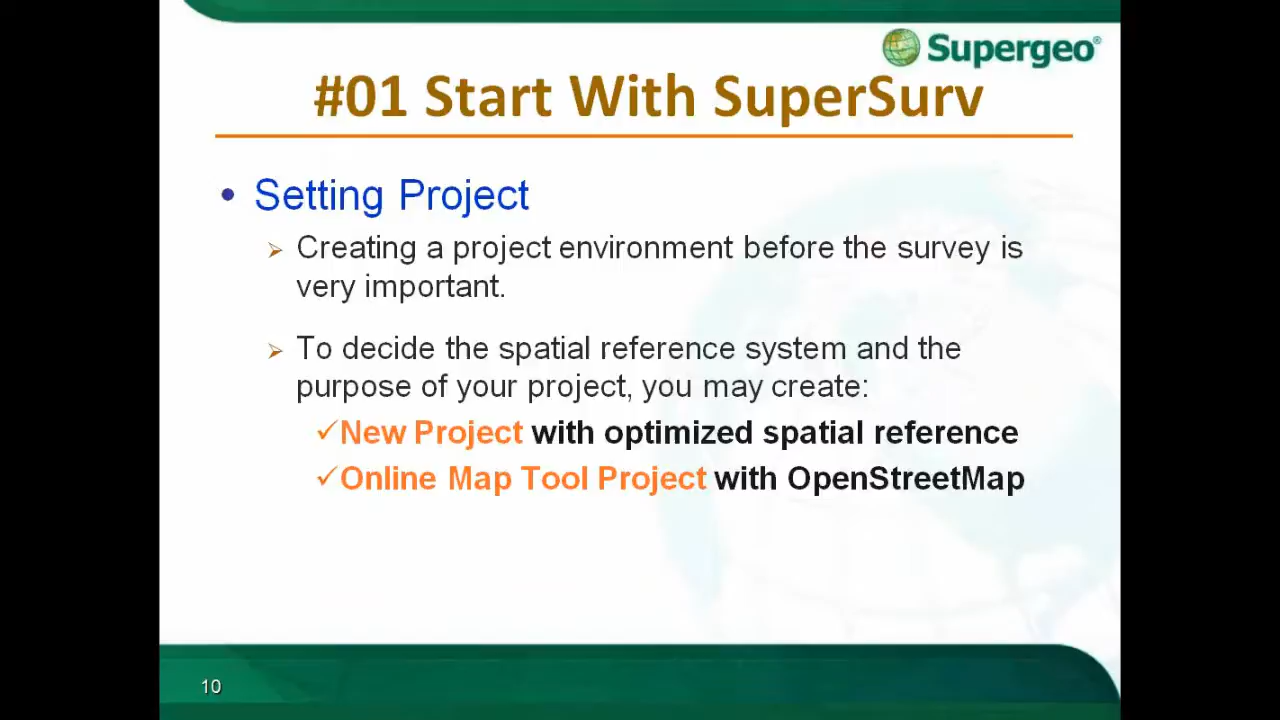 Supergeo®
#01 Start With SuperSurv
• Setting Project
➢ Creating a project environment before the survey is
very important.
➢ To decide the spatial reference system and the
purpose of your project, you may create:
✓New Project with optimized spatial reference
✓Online Map Tool Project with OpenStreetMap
10